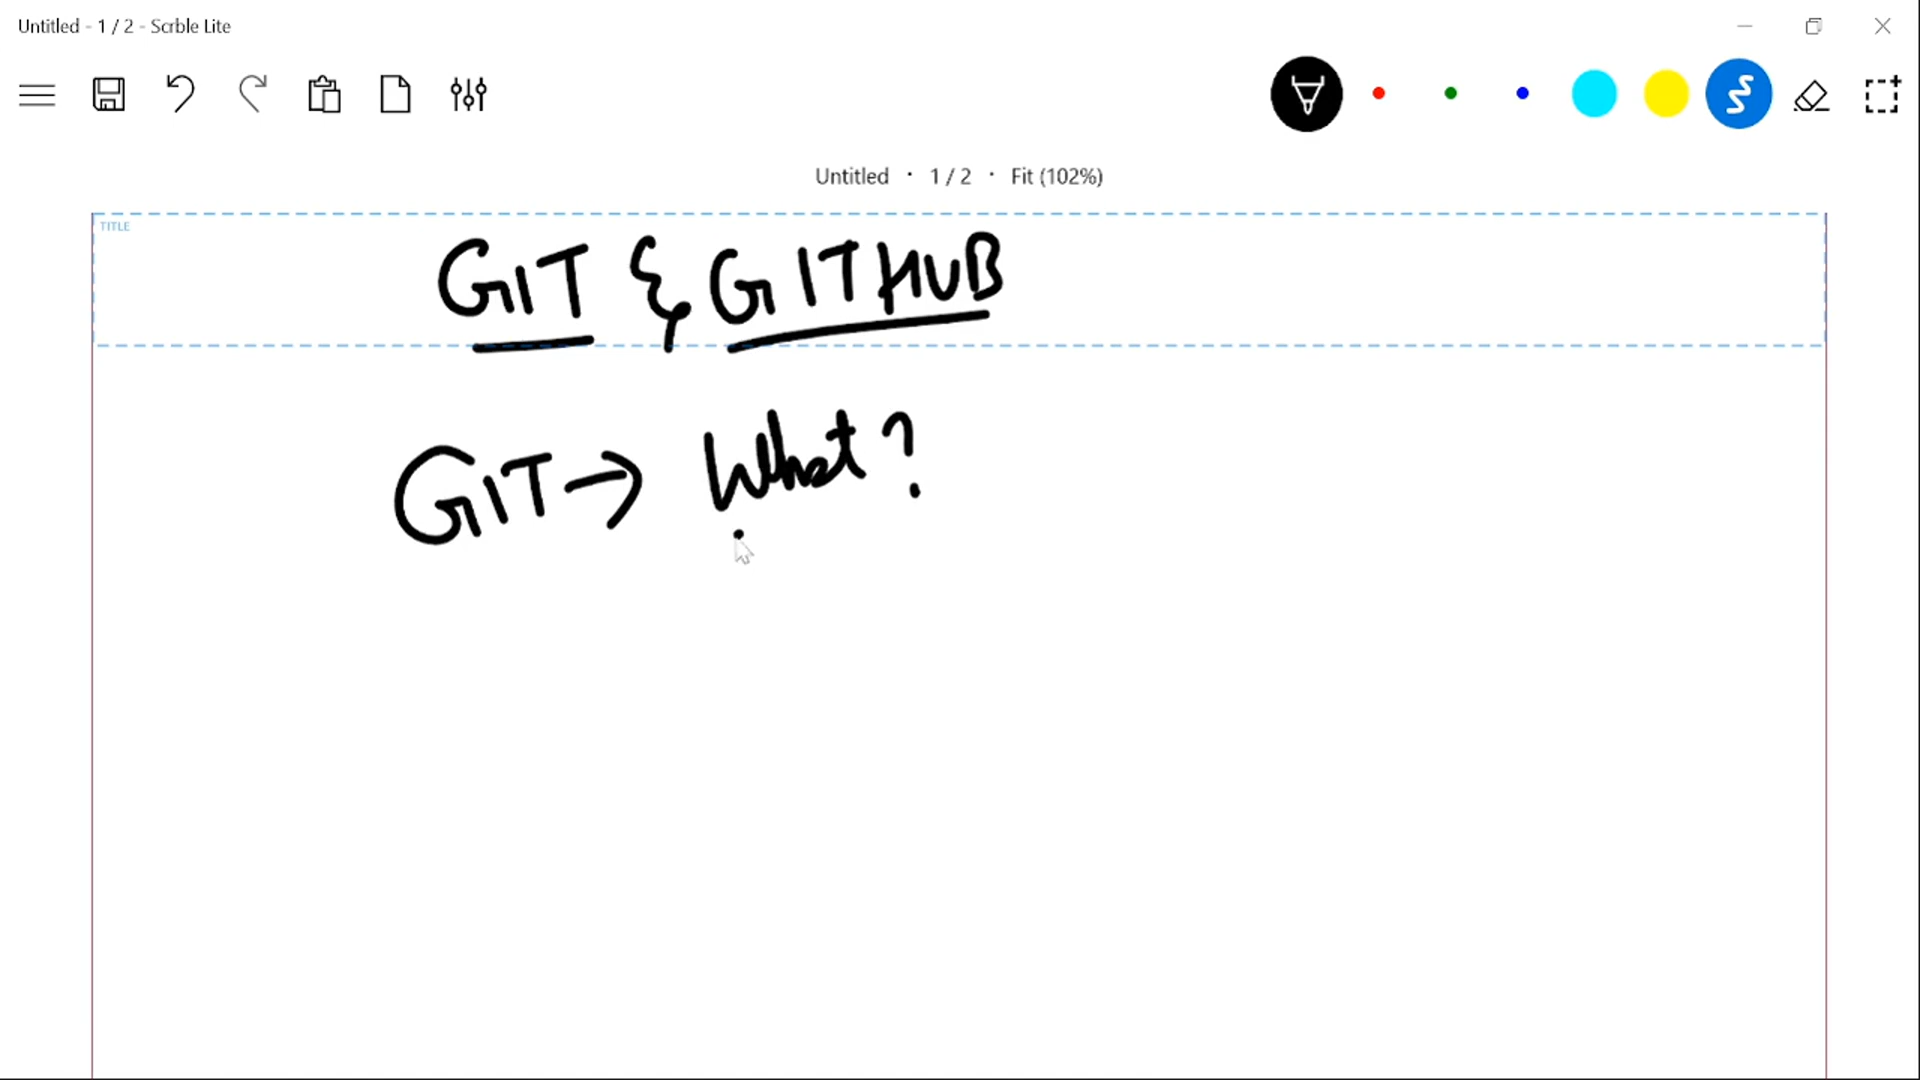 Untitled - 1 / 2 - Scrble Lite
Untitled · 1 / 2 · Fit (102%)
TITLE
GIT & GITHUB
GIT → What?